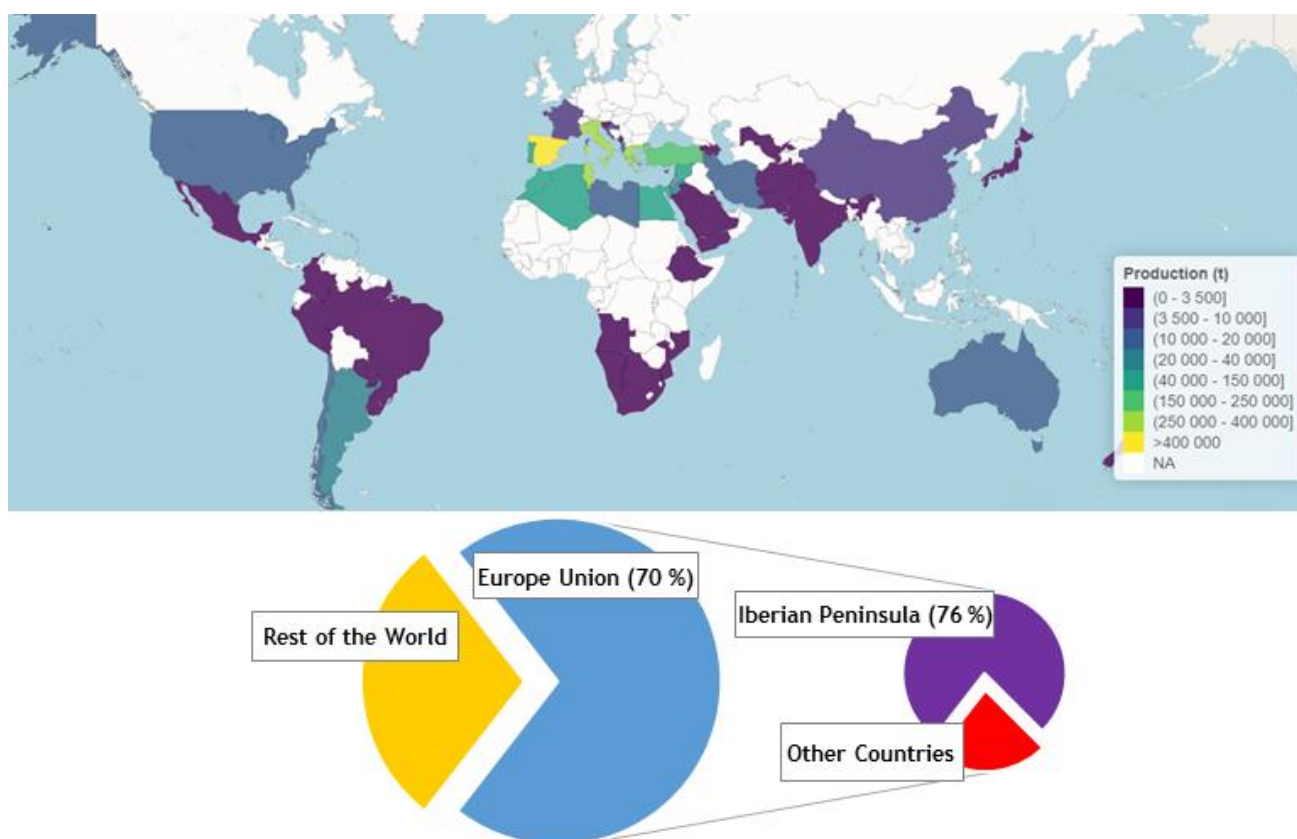 Production (t)
(0 - 3 500]
(3 500 - 10 000]
(10 000 - 20 000]
(20 000 - 40 000]
(40 000 - 150 000]
(150 000 - 250 000]
(250 000 - 400 000]
>400 000
NA
Europe Union (70 %)
Rest of the World
Iberian Peninsula (76 %)
Other Countries